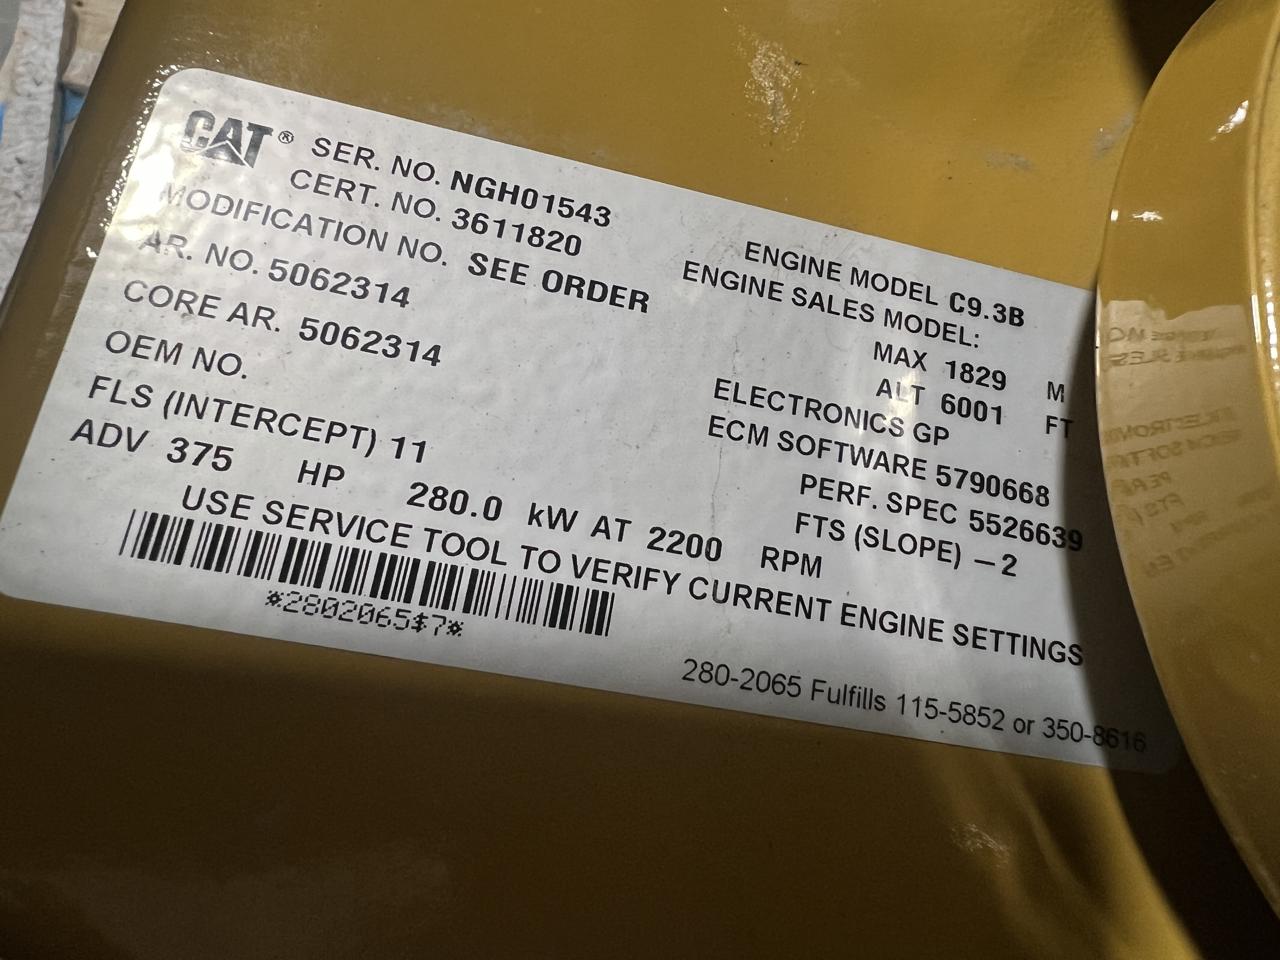 CAT® SER. NO. NGH01543
CERT. NO. 3611820
MODIFICATION NO. SEE ORDER
AR. NO. 5062314
CORE AR. 5062314
OEM NO.
FLS (INTERCEPT) 11
ADV 375 HP 280.0 kW AT 2200 RPM
USE SERVICE TOOL TO VERIFY CURRENT ENGINE SETTINGS
ENGINE MODEL C9.3B
ENGINE SALES MODEL:
MAX 1829 M
ALT 6001 FT
ELECTRONICS GP
ECM SOFTWARE 5790668
PERF. SPEC 5526639
FTS (SLOPE) –2
*2802065$7*
280-2065 Fulfills 115-5852 or 350-8616